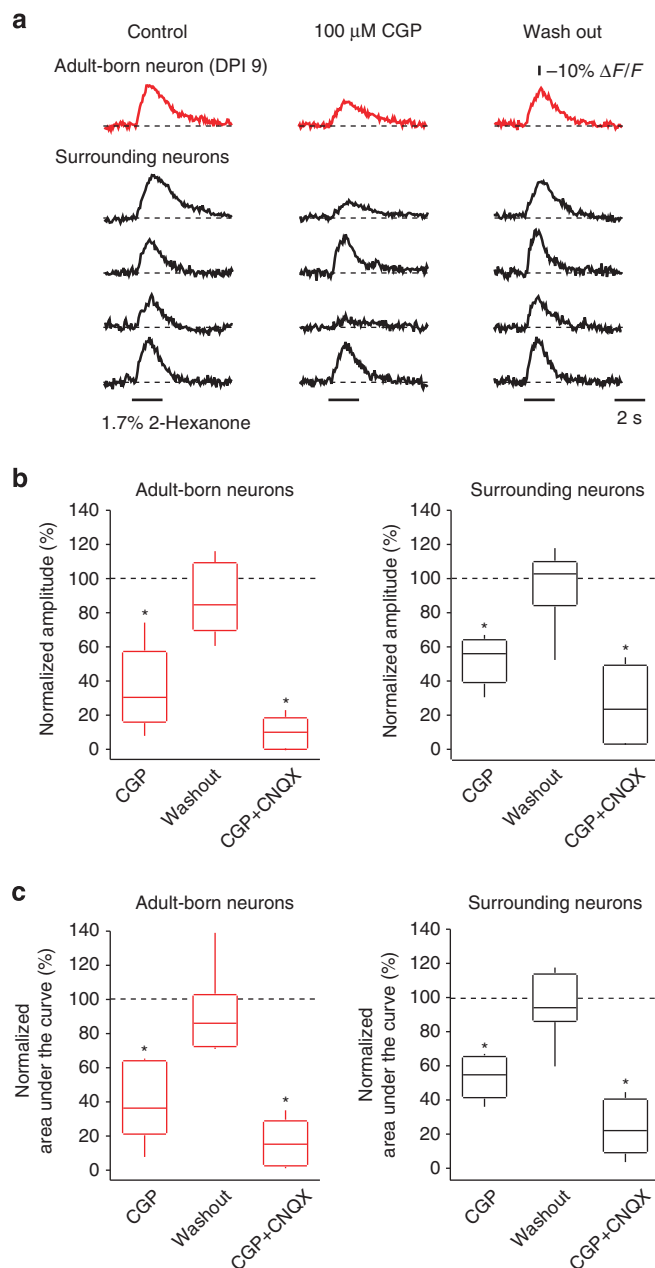 a
Control 100 μM CGP Wash out
Adult-born neuron (DPI 9)
–10% ΔF/F
Surrounding neurons
1.7% 2-Hexanone
2 s
b
Adult-born neurons
Normalized amplitude (%)
140
120
100
80
60
40
20
0
*
*
CGP
Washout
CGP+CNQX
Surrounding neurons
Normalized amplitude (%)
140
120
100
80
60
40
20
0
*
*
CGP
Washout
CGP+CNQX
c
Adult-born neurons
Normalized
area under the curve (%)
140
120
100
80
60
40
20
0
*
*
CGP
Washout
CGP+CNQX
Surrounding neurons
Normalized
area under the curve (%)
140
120
100
80
60
40
20
0
*
*
CGP
Washout
CGP+CNQX